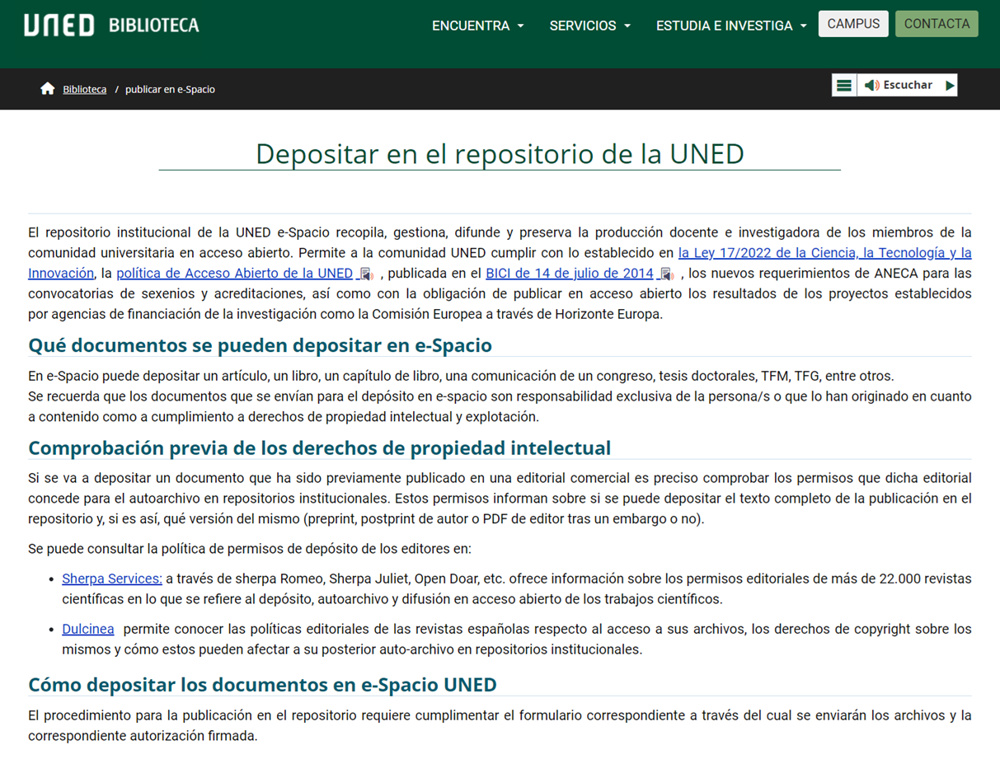 UNED BIBLIOTECA
ENCUENTRA SERVICIOS ESTUDIA E INVESTIGA CAMPUS CONTACTA
Biblioteca / publicar en e-Spacio
Escuchar
Depositar en el repositorio de la UNED
El repositorio institucional de la UNED e-Spacio recopila, gestiona, difunde y preserva la producción docente e investigadora de los miembros de la
comunidad universitaria en acceso abierto. Permite a la comunidad UNED cumplir con lo establecido en la Ley 17/2022 de la Ciencia, la Tecnología y la
Innovación, la política de Acceso Abierto de la UNED , publicada en el BICI de 14 de julio de 2014 , los nuevos requerimientos de ANECA para las
convocatorias de sexenios y acreditaciones, así como con la obligación de publicar en acceso abierto los resultados de los proyectos establecidos
por agencias de financiación de la investigación como la Comisión Europea a través de Horizonte Europa.
Qué documentos se pueden depositar en e-Spacio
En e-Spacio puede depositar un artículo, un libro, un capítulo de libro, una comunicación de un congreso, tesis doctorales, TFM, TFG, entre otros.
Se recuerda que los documentos que se envían para el depósito en e-spacio son responsabilidad exclusiva de la persona/s o que lo han originado en cuanto
a contenido como a cumplimiento a derechos de propiedad intelectual y explotación.
Comprobación previa de los derechos de propiedad intelectual
Si se va a depositar un documento que ha sido previamente publicado en una editorial comercial es preciso comprobar los permisos que dicha editorial
concede para el autoarchivo en repositorios institucionales. Estos permisos informan sobre si se puede depositar el texto completo de la publicación en el
repositorio y, si es así, qué versión del mismo (preprint, postprint de autor o PDF de editor tras un embargo o no).
Se puede consultar la política de permisos de depósito de los editores en:
• Sherpa Services: a través de sherpa Romeo, Sherpa Juliet, Open Doar, etc. ofrece información sobre los permisos editoriales de más de 22.000 revistas
científicas en lo que se refiere al depósito, autoarchivo y difusión en acceso abierto de los trabajos científicos.
• Dulcinea permite conocer las políticas editoriales de las revistas españolas respecto al acceso a sus archivos, los derechos de copyright sobre los
mismos y cómo estos pueden afectar a su posterior auto-archivo en repositorios institucionales.
Cómo depositar los documentos en e-Spacio UNED
El procedimiento para la publicación en el repositorio requiere cumplimentar el formulario correspondiente a través del cual se enviarán los archivos y la
correspondiente autorización firmada.